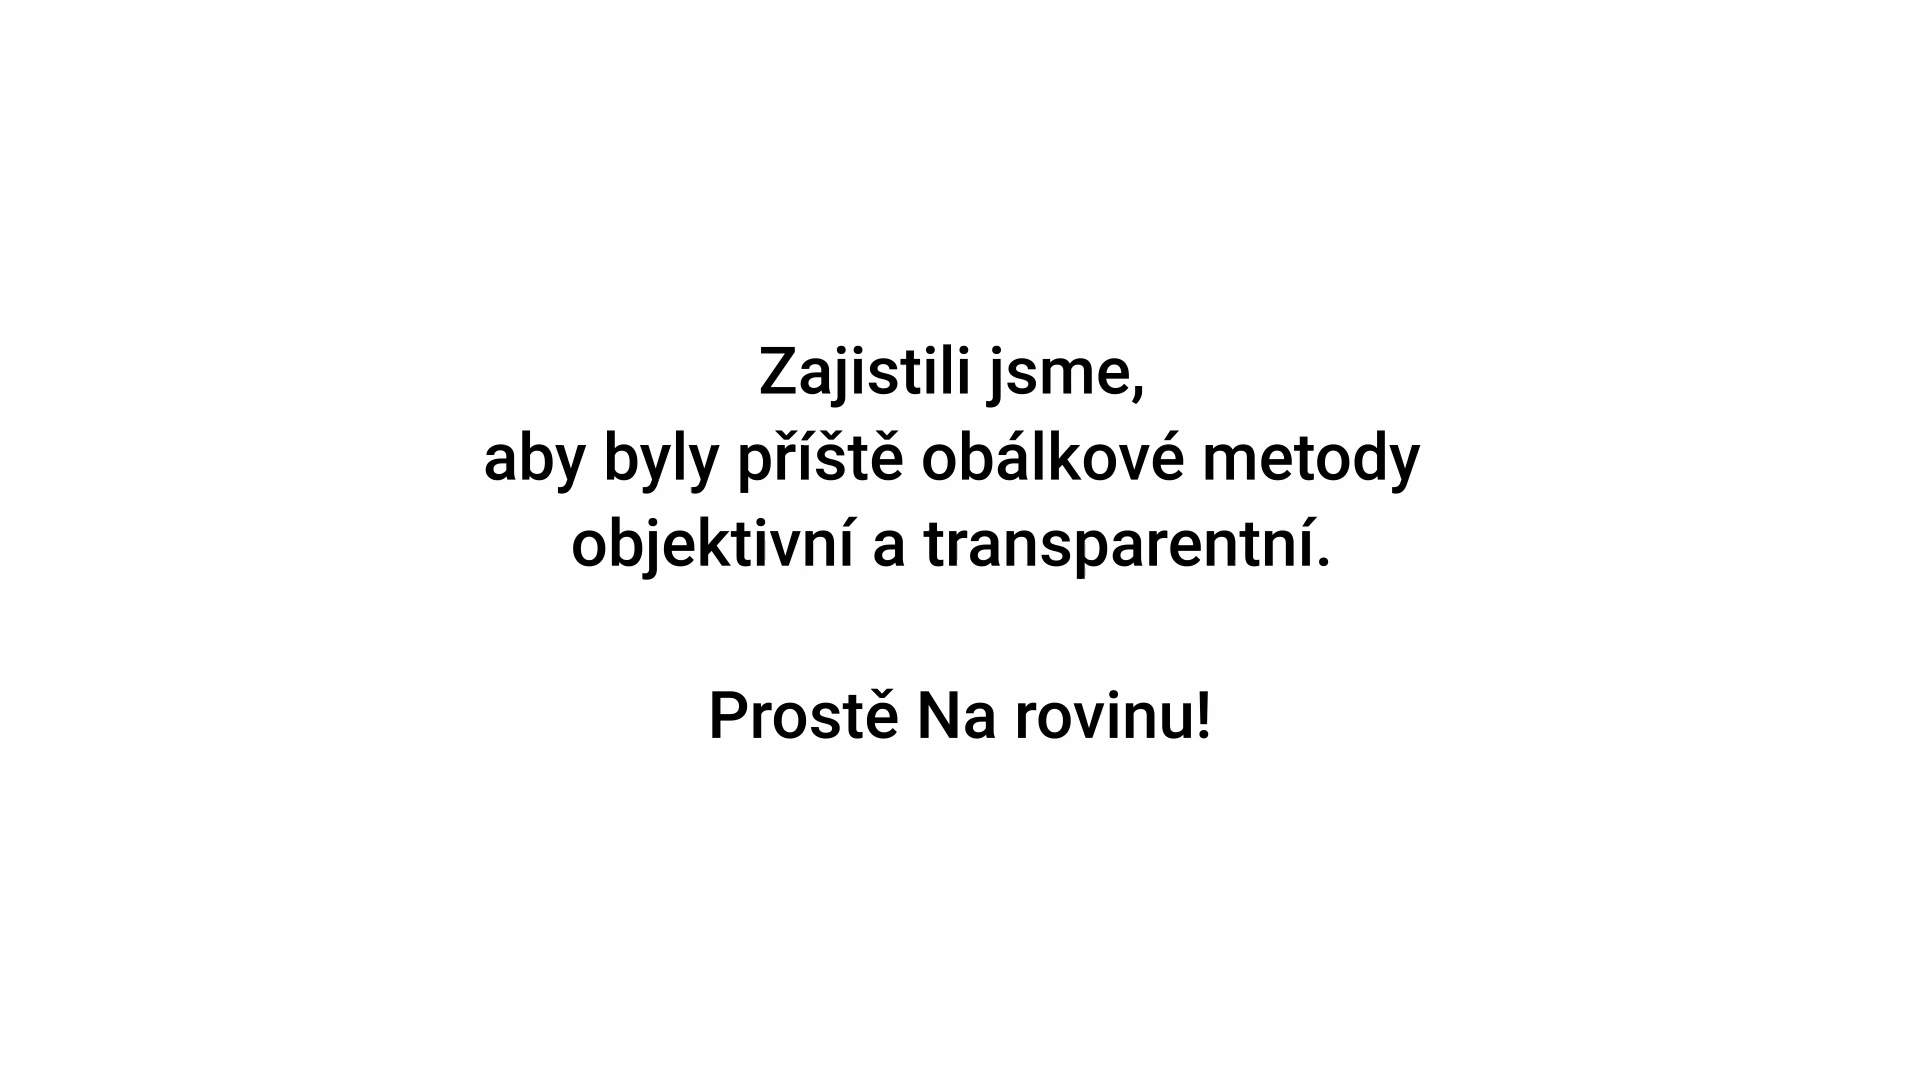 Zajistili jsme,
aby byly příště obálkové metody
objektivní a transparentní.
Prostě Na rovinu!